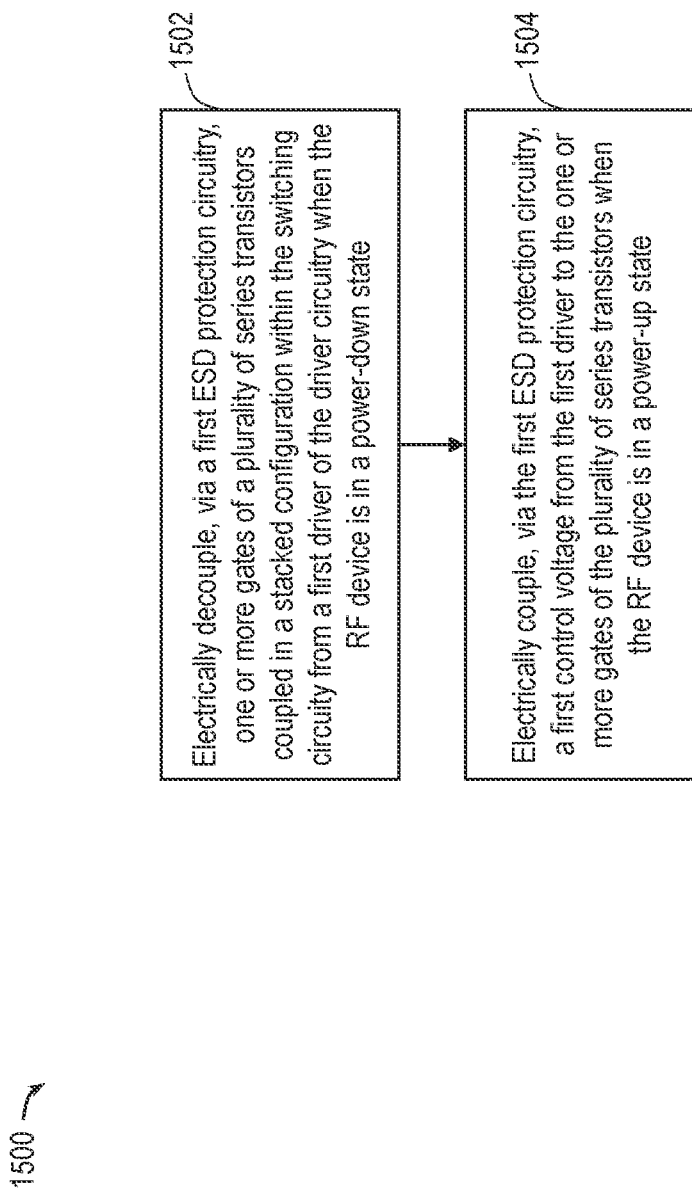 1500
1502
Electrically decouple, via a first ESD protection circuitry,
one or more gates of a plurality of series transistors
coupled in a stacked configuration within the switching
circuity from a first driver of the driver circuitry when the
RF device is in a power-down state
1504
Electrically couple, via the first ESD protection circuitry,
a first control voltage from the first driver to the one or
more gates of the plurality of series transistors when
the RF device is in a power-up state